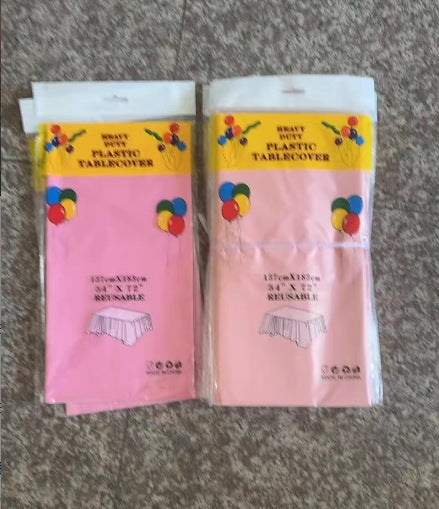 HEAVY
DUTY
PLASTIC
TABLECOVER
137cmX183cm
54" X 72"
REUSABLE
MADE IN CHINA
HEAVY
DUTY
PLASTIC
TABLECOVER
137cmX183cm
54" X 72"
REUSABLE
MADE IN CHINA